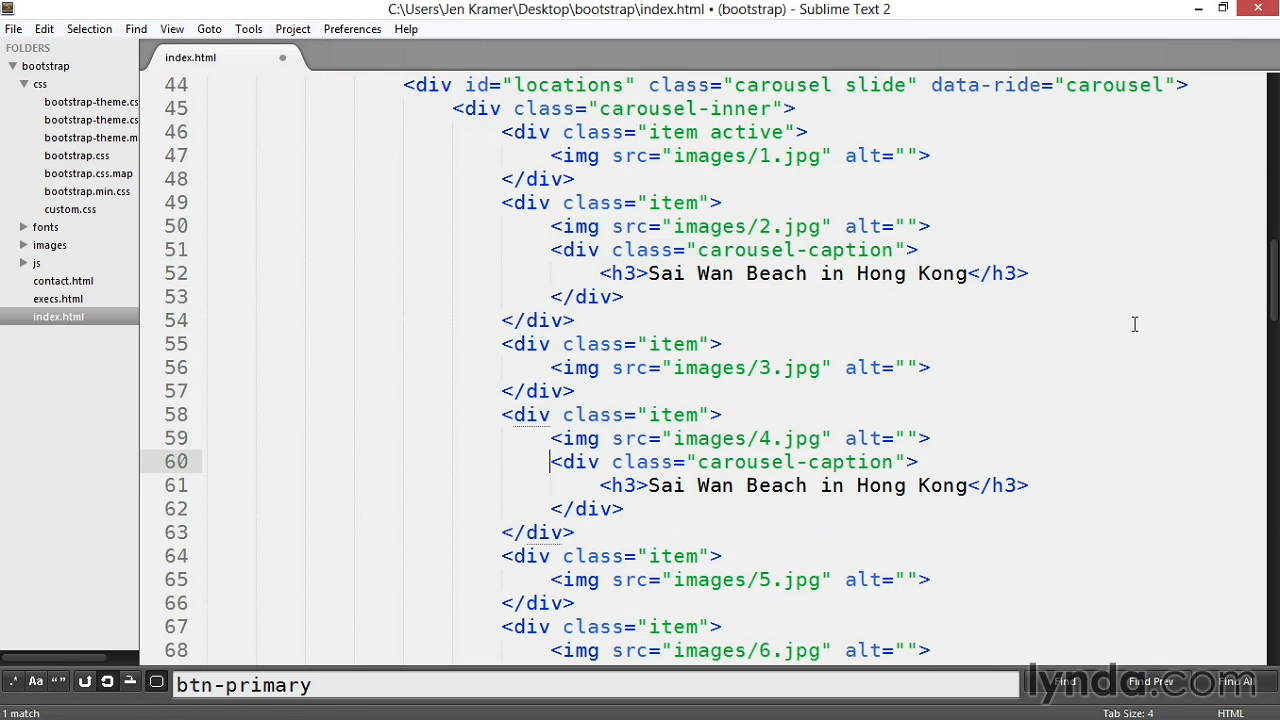 C:\Users\Jen Kramer\Desktop\bootstrap\index.html • (bootstrap) - Sublime Text 2
File Edit Selection Find View Goto Tools Project Preferences Help
FOLDERS
bootstrap
css
bootstrap-theme.cs
bootstrap-theme.cs
bootstrap-theme.m
bootstrap.css
bootstrap.css.map
bootstrap.min.css
custom.css
fonts
images
js
contact.html
execs.html
index.html
index.html
44 <div id="locations" class="carousel slide" data-ride="carousel">
45 <div class="carousel-inner">
46 <div class="item active">
47 <img src="images/1.jpg" alt="">
48 </div>
49 <div class="item">
50 <img src="images/2.jpg" alt="">
51 <div class="carousel-caption">
52 <h3>Sai Wan Beach in Hong Kong</h3>
53 </div>
54 </div>
55 <div class="item">
56 <img src="images/3.jpg" alt="">
57 </div>
58 <div class="item">
59 <img src="images/4.jpg" alt="">
60 <div class="carousel-caption">
61 <h3>Sai Wan Beach in Hong Kong</h3>
62 </div>
63 </div>
64 <div class="item">
65 <img src="images/5.jpg" alt="">
66 </div>
67 <div class="item">
68 <img src="images/6.jpg" alt="">
.* Aa “” btn-primary Find Find Prev Find All
lynda.com
1 match Tab Size: 4 HTML